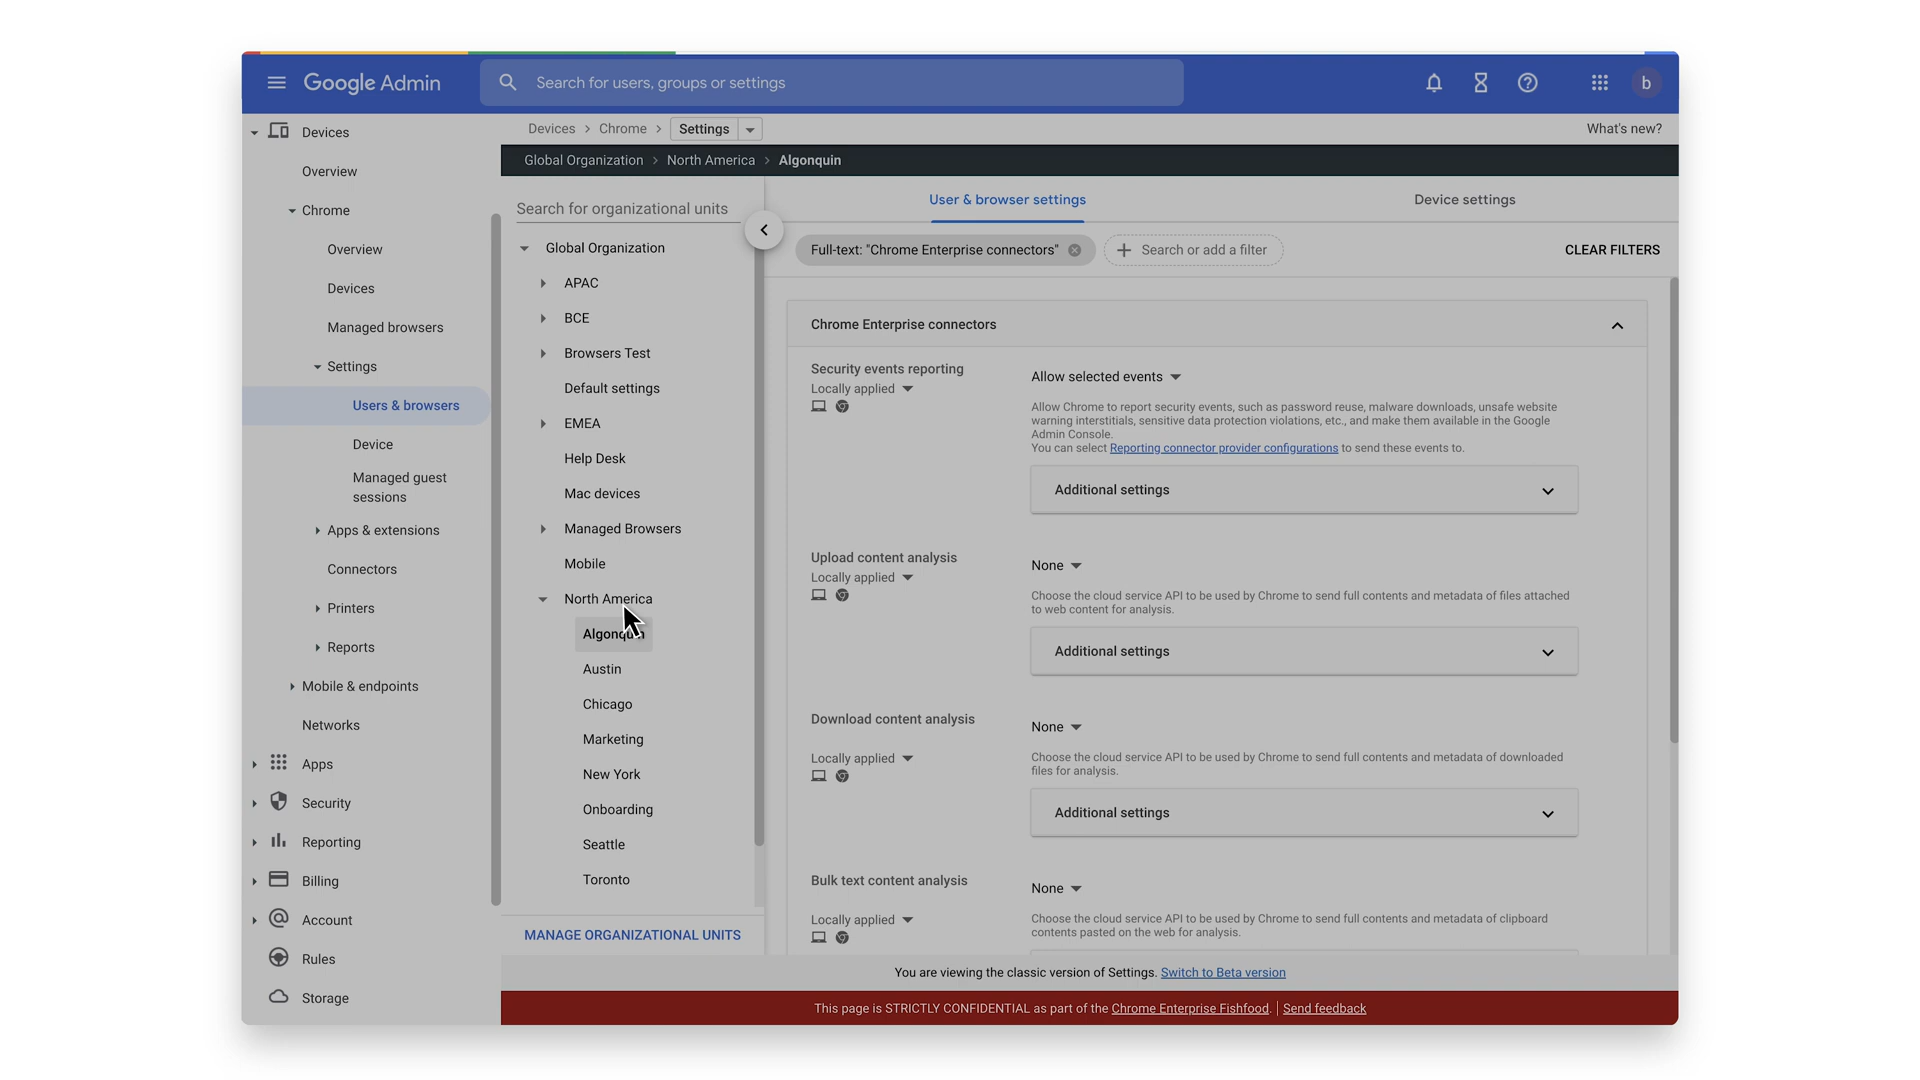 Google Admin
Search for users, groups or settings
b
Devices
Overview
Chrome
Overview
Devices
Managed browsers
Settings
Users & browsers
Device
Managed guest
sessions
Apps & extensions
Connectors
Printers
Reports
Mobile & endpoints
Networks
Apps
Security
Reporting
Billing
Account
Rules
Storage
Devices > Chrome > Settings
What's new?
Global Organization > North America > Algonquin
Search for organizational units
Global Organization
APAC
BCE
Browsers Test
Default settings
EMEA
Help Desk
Mac devices
Managed Browsers
Mobile
North America
Algonquin
Austin
Chicago
Marketing
New York
Onboarding
Seattle
Toronto
MANAGE ORGANIZATIONAL UNITS
User & browser settings
Device settings
Full-text: "Chrome Enterprise connectors"
Search or add a filter
CLEAR FILTERS
Chrome Enterprise connectors
Security events reporting
Locally applied
Allow selected events
Allow Chrome to report security events, such as password reuse, malware downloads, unsafe website
warning interstitials, sensitive data protection violations, etc., and make them available in the Google
Admin Console.
You can select Reporting connector provider configurations to send these events to.
Additional settings
Upload content analysis
Locally applied
None
Choose the cloud service API to be used by Chrome to send full contents and metadata of files attached
to web content for analysis.
Additional settings
Download content analysis
Locally applied
None
Choose the cloud service API to be used by Chrome to send full contents and metadata of downloaded
files for analysis.
Additional settings
Bulk text content analysis
Locally applied
None
Choose the cloud service API to be used by Chrome to send full contents and metadata of clipboard
contents pasted on the web for analysis.
You are viewing the classic version of Settings. Switch to Beta version
This page is STRICTLY CONFIDENTIAL as part of the Chrome Enterprise Fishfood. | Send feedback